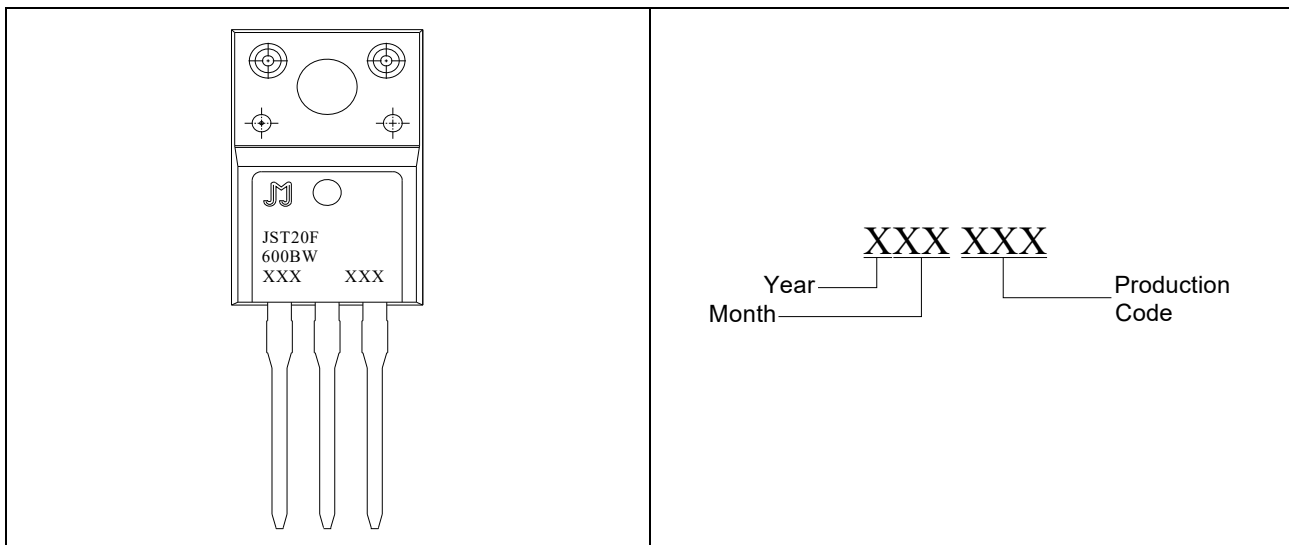 JST20F
600BW
XXX XXX
XXX XXX
Year
Month
Production
Code